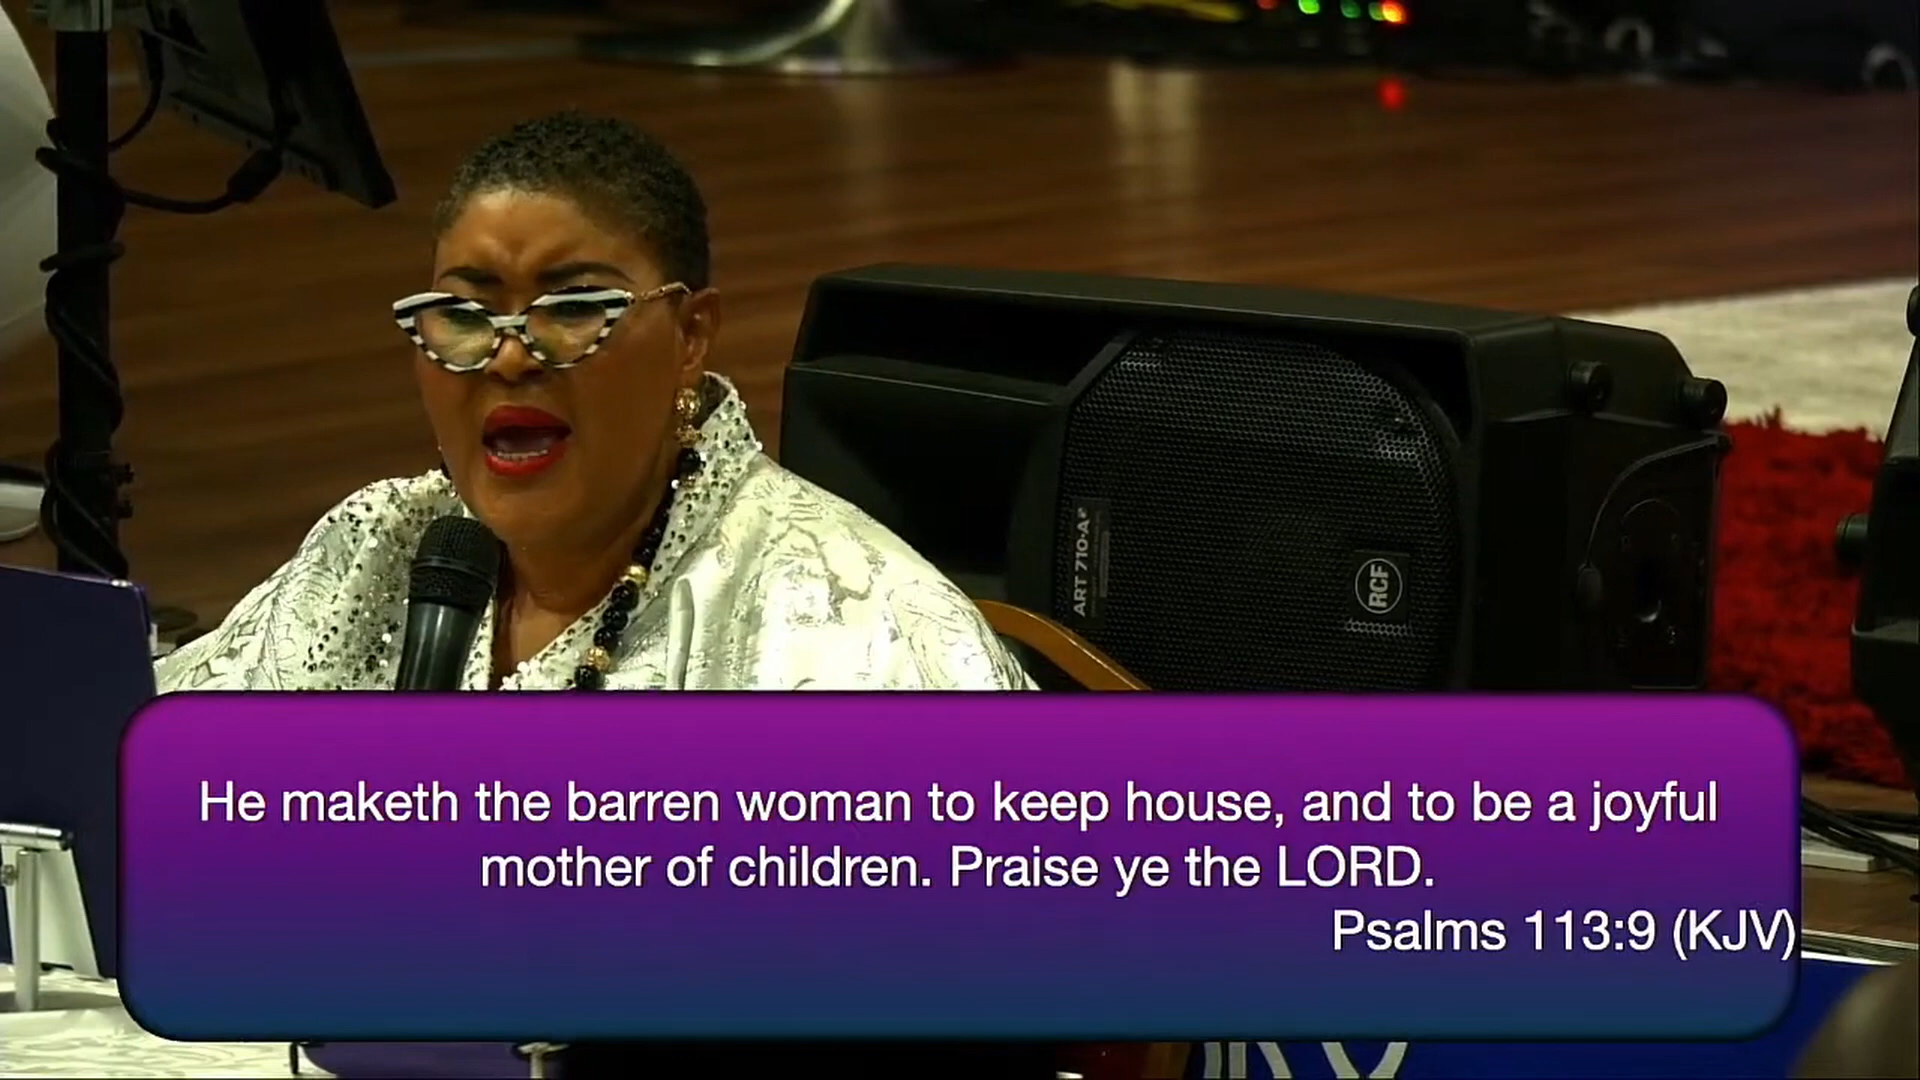 ART 710-A
RCF
He maketh the barren woman to keep house, and to be a joyful
mother of children. Praise ye the LORD.
Psalms 113:9 (KJV)